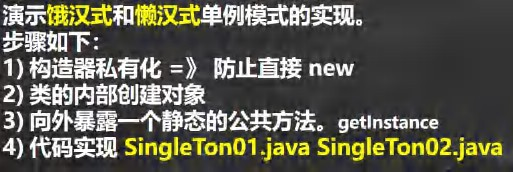 演示饿汉式和懒汉式单例模式的实现。
步骤如下：
1) 构造器私有化 =》 防止直接 new
2) 类的内部创建对象
3) 向外暴露一个静态的公共方法。getInstance
4) 代码实现 SingleTon01.java SingleTon02.java